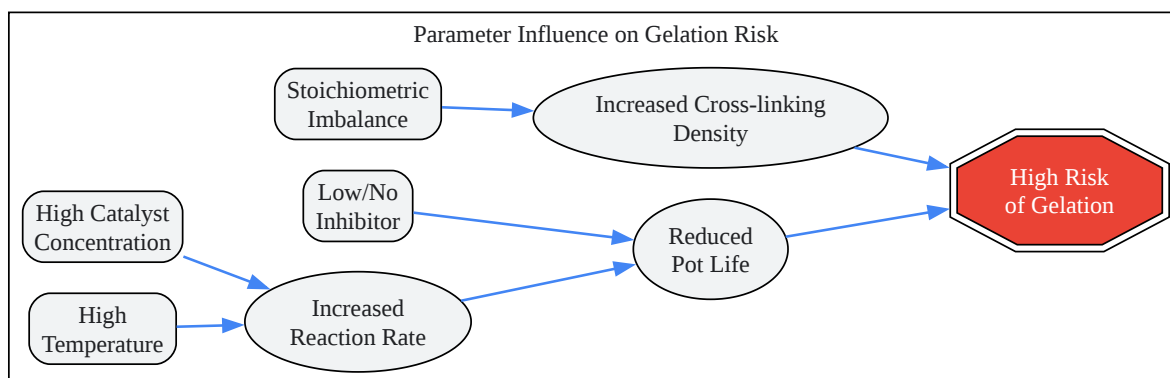 Parameter Influence on Gelation Risk
Stoichiometric
Imbalance
Increased Cross-linking
Density
High Risk
of Gelation
Low/No
Inhibitor
High Catalyst
Concentration
Reduced
Pot Life
High
Temperature
Increased
Reaction Rate